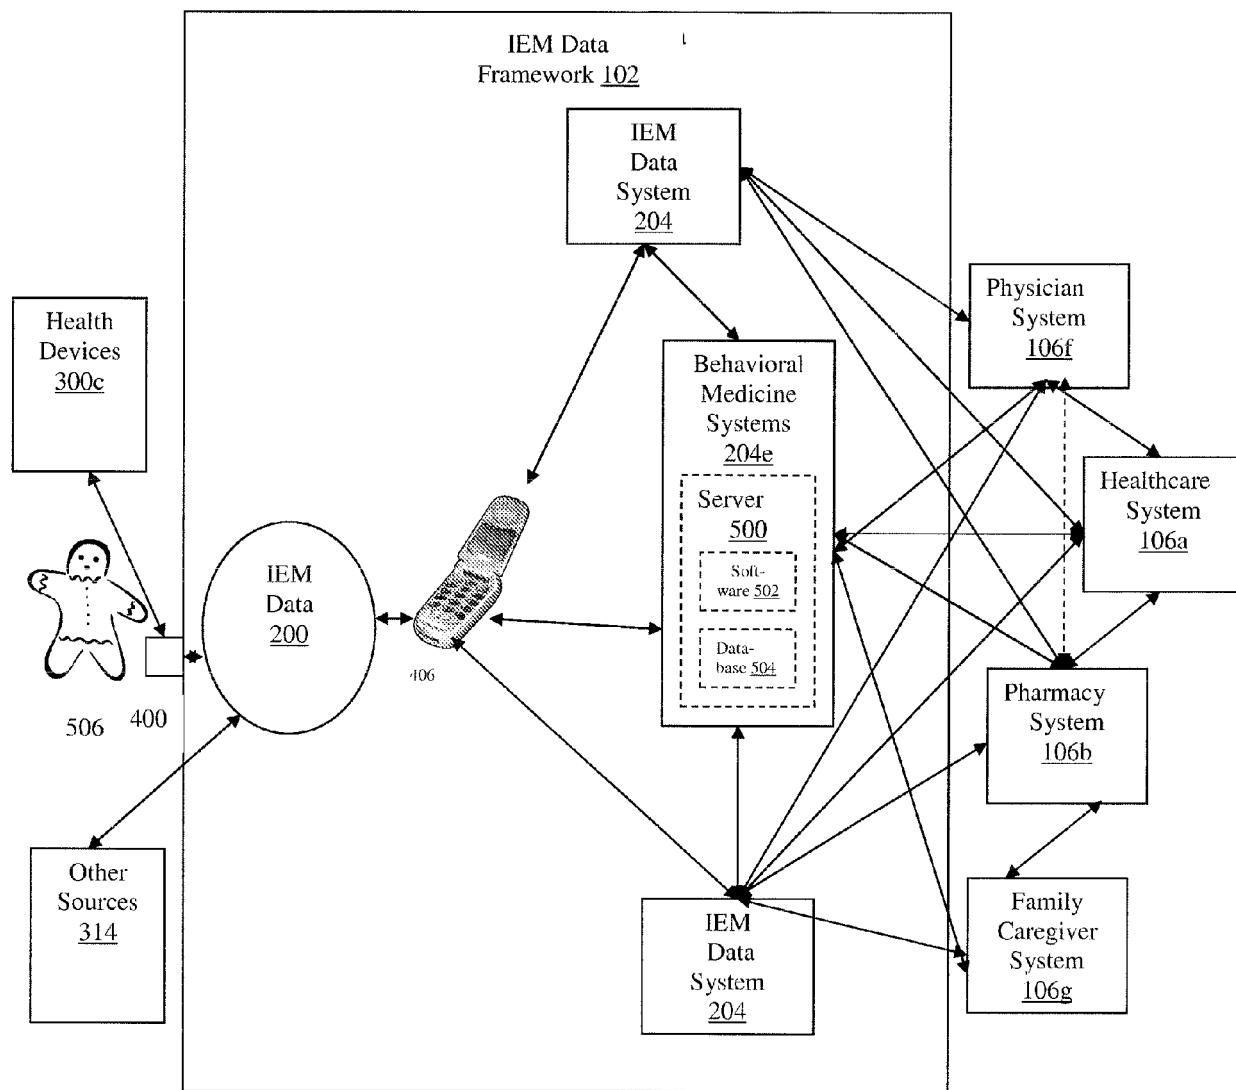 IEM Data
Framework 102
IEM
Data
System
204
Health
Devices
300c
Physician
System
106f
Behavioral
Medicine
Systems
204e
Server
500
Soft-
ware 502
Data-
base 504
Healthcare
System
106a
IEM
Data
200
406
506
400
Pharmacy
System
106b
Other
Sources
314
IEM
Data
System
204
Family
Caregiver
System
106g